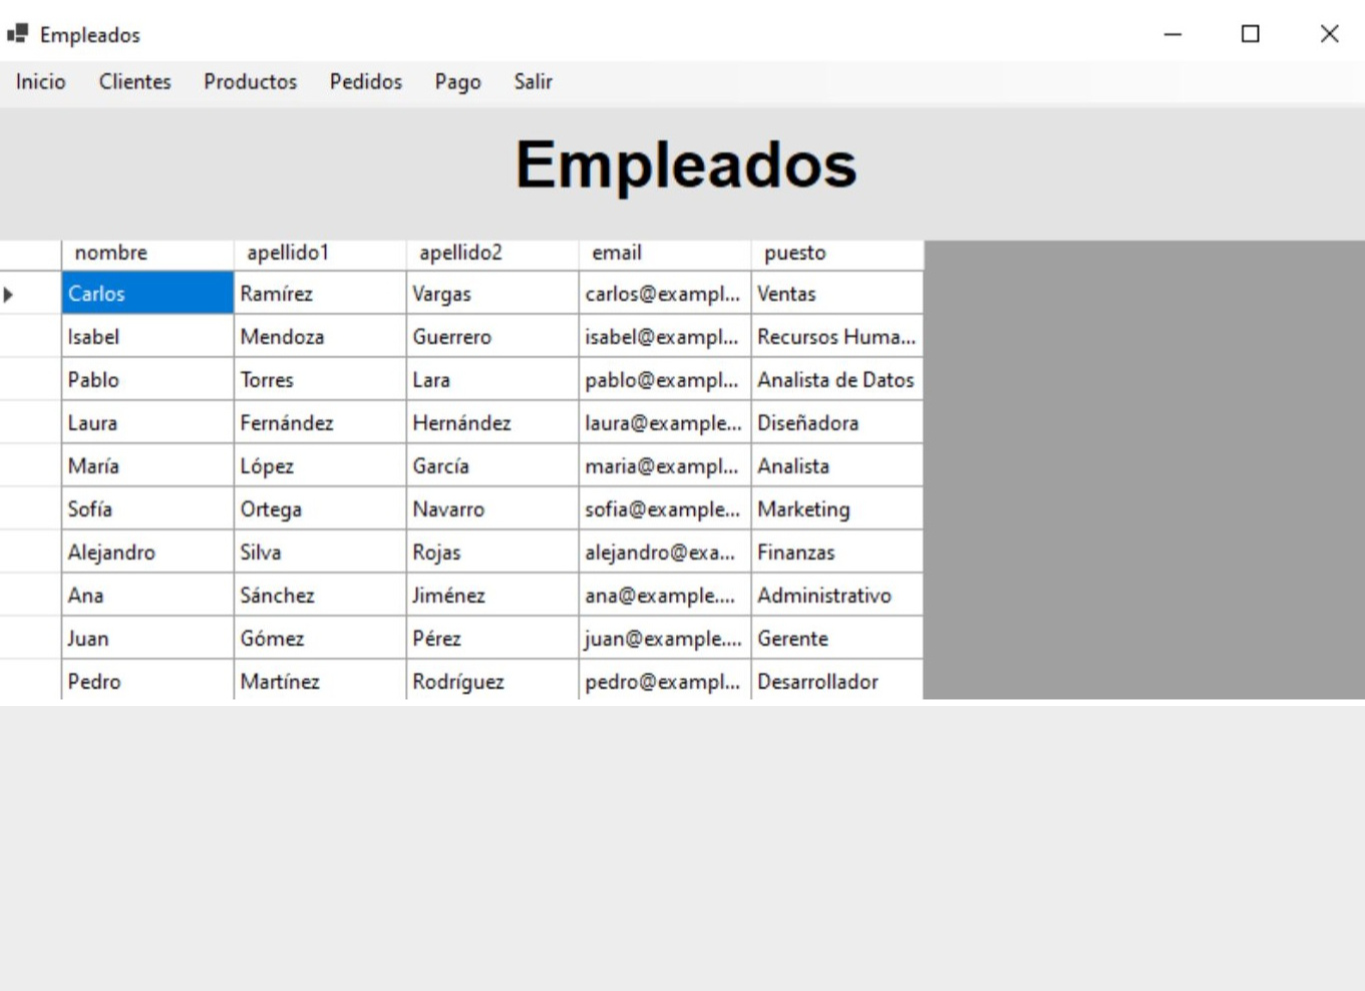 Empleados
Inicio Clientes Productos Pedidos Pago Salir
Empleados
nombre apellido1 apellido2 email puesto
Carlos Ramírez Vargas carlos@exampl... Ventas
Isabel Mendoza Guerrero isabel@exampl... Recursos Huma...
Pablo Torres Lara pablo@exampl... Analista de Datos
Laura Fernández Hernández laura@example... Diseñadora
María López García maria@exampl... Analista
Sofía Ortega Navarro sofia@example... Marketing
Alejandro Silva Rojas alejandro@exa... Finanzas
Ana Sánchez Jiménez ana@example.... Administrativo
Juan Gómez Pérez juan@example.... Gerente
Pedro Martínez Rodríguez pedro@exampl... Desarrollador